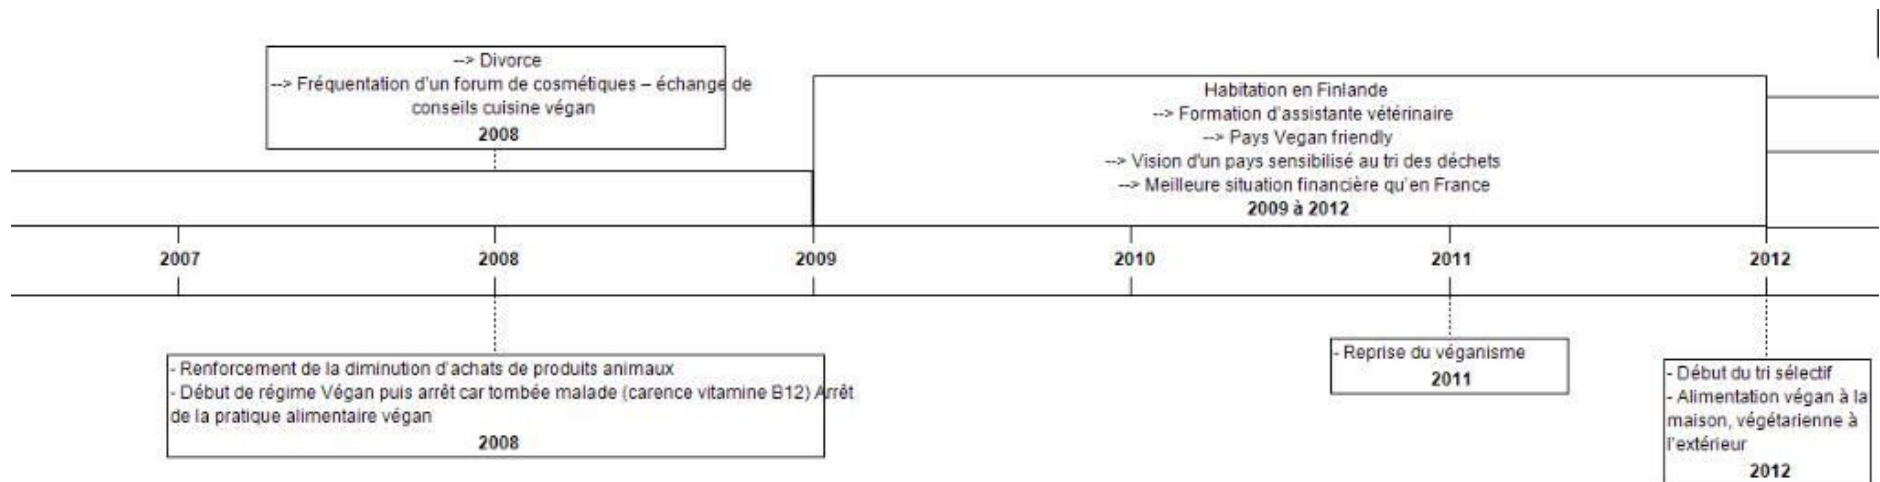 --> Divorce
--> Fréquentation d'un forum de cosmétiques – échange de
conseils cuisine végan
2008
Habitation en Finlande
--> Formation d'assistante vétérinaire
--> Pays Vegan friendly
--> Vision d'un pays sensibilisé au tri des déchets
--> Meilleure situation financière qu'en France
2009 à 2012
2007
2008
2009
2010
2011
2012
- Renforcement de la diminution d'achats de produits animaux
- Début de régime Végan puis arrêt car tombée malade (carence vitamine B12) Arrêt
de la pratique alimentaire végan
2008
- Reprise du véganisme
2011
- Début du tri sélectif
- Alimentation végan à la
maison, végétarienne à
l'extérieur
2012